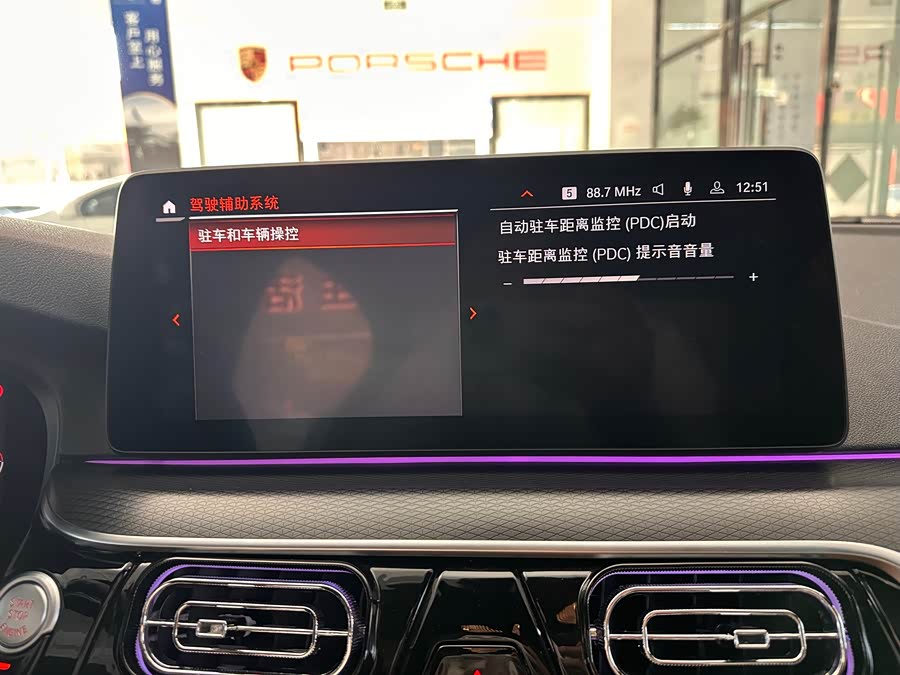 客户至上
用心服务
PORSCHE
驾驶辅助系统
5 88.7 MHz 12:51
驻车和车辆操控
自动驻车距离监控 (PDC)启动
驻车距离监控 (PDC) 提示音音量
− +
START
STOP
ENGINE